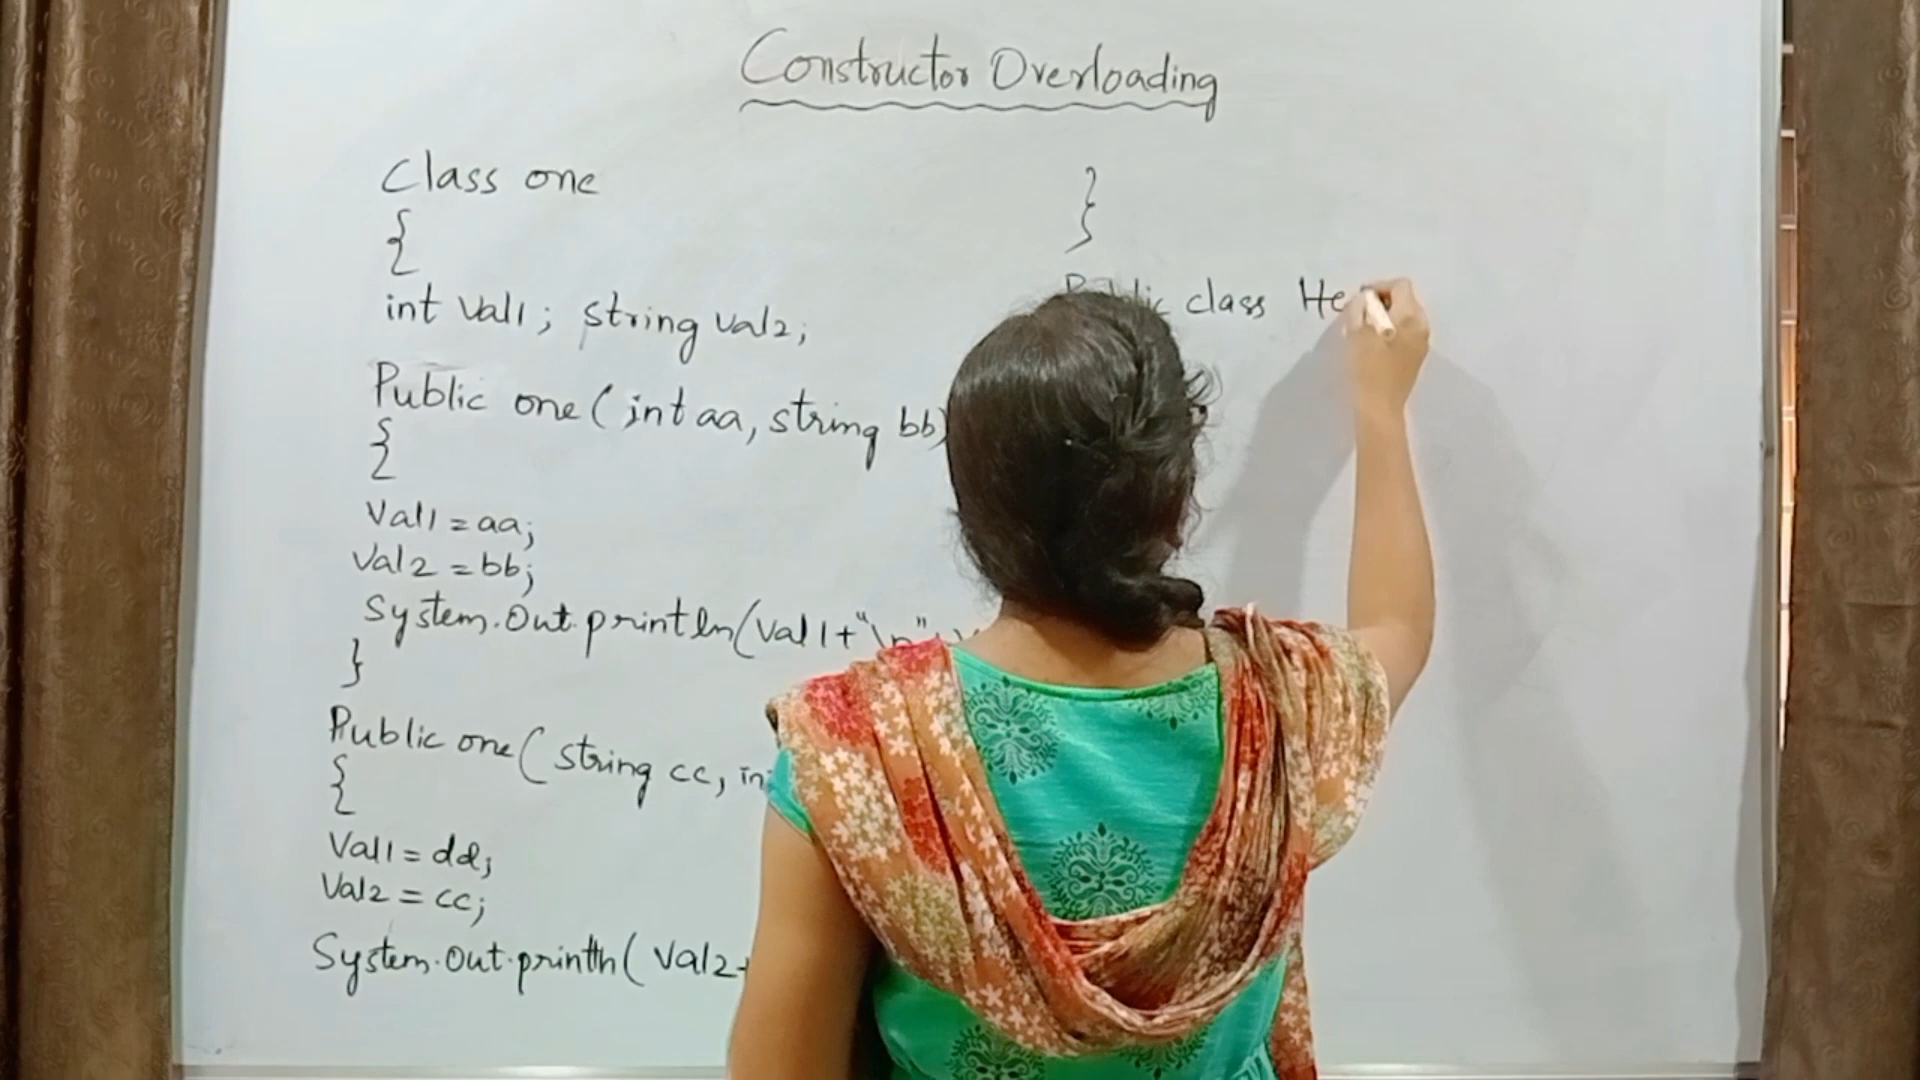 Constructor Overloading
Class one
{
int Val1; string val2;
Public one(int aa, string bb)
{
Val1 = aa;
Val2 = bb;
System.Out.println(Val1+"\n"+
}
Public one(string cc,
{
Val1 = dd;
Val2 = cc;
System.Out.println(Val2+
}
class